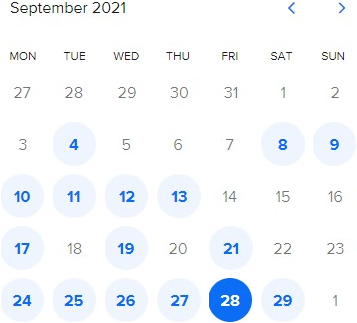 September 2021
MON TUE WED THU FRI SAT SUN
27 28 29 30 31 1 2
3 4 5 6 7 8 9
10 11 12 13 14 15 16
17 18 19 20 21 22 23
24 25 26 27 28 29 1